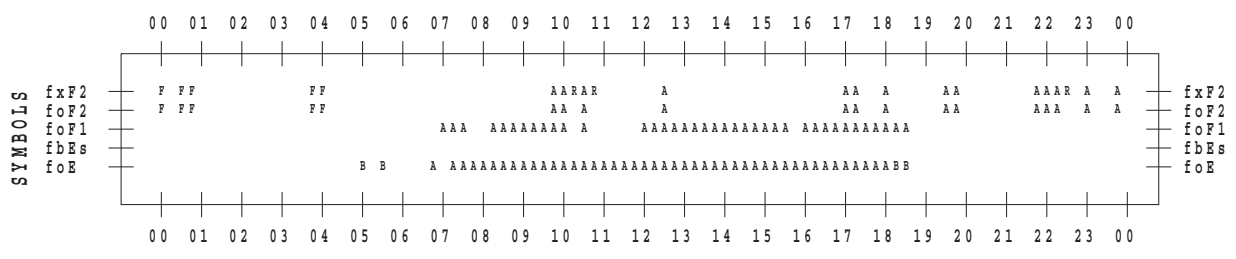 00 01 02 03 04 05 06 07 08 09 10 11 12 13 14 15 16 17 18 19 20 21 22 23 00
SYMBOLS
fxF2 F FF FF AARAR A AA A AA AAAR A A fxF2
foF2 F FF FF AA A A AA A AA AAA A A foF2
foF1 AAA AAAAAAAA A AAAAAAAAAAAAAAA AAAAAAAAAAA foF1
fbEs fbEs
foE B B A AAAAAAAAAAAAAAAAAAAAAAAAAAAAAAAAAAAAAAAAAAAABB foE
00 01 02 03 04 05 06 07 08 09 10 11 12 13 14 15 16 17 18 19 20 21 22 23 00